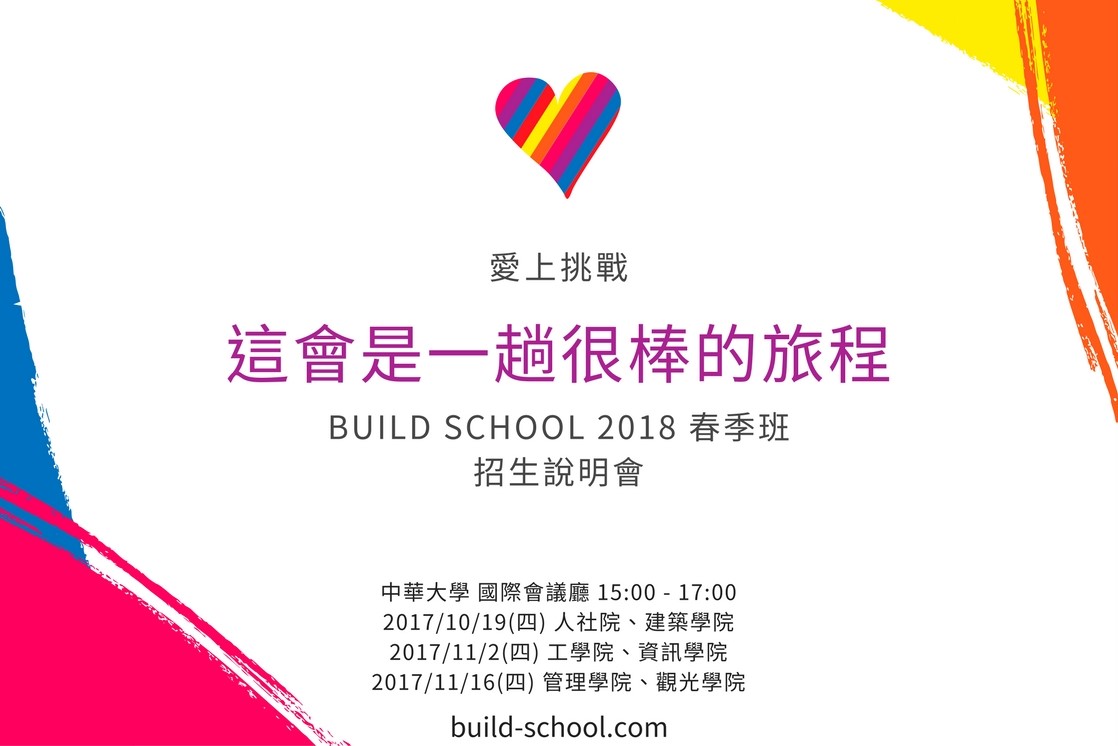 愛上挑戰
這會是一趟很棒的旅程
BUILD SCHOOL 2018 春季班
招生說明會
中華大學 國際會議廳 15:00 - 17:00
2017/10/19(四) 人社院、建築學院
2017/11/2(四) 工學院、資訊學院
2017/11/16(四) 管理學院、觀光學院
build-school.com